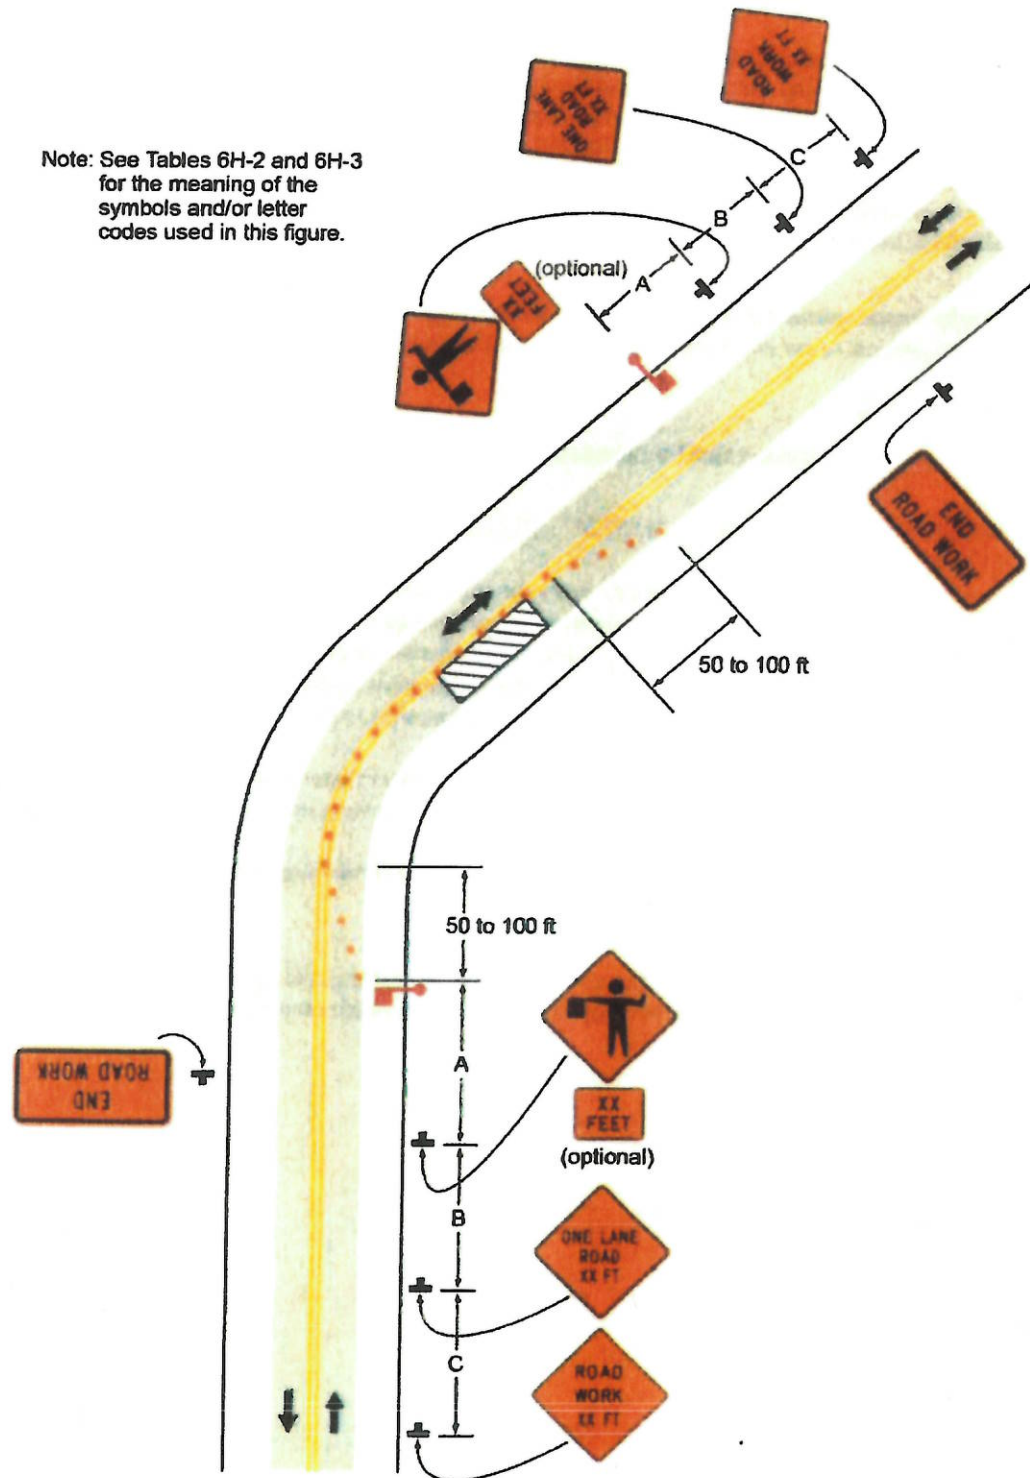 ROAD
WORK
XX FT
ONE LANE
ROAD
XX FT
Note: See Tables 6H-2 and 6H-3
for the meaning of the
symbols and/or letter
codes used in this figure.
C
B
(optional)
A
XX
FEET
END
ROAD WORK
50 to 100 ft
50 to 100 ft
A
END
ROAD WORK
XX
FEET
(optional)
B
ONE LANE
ROAD
XX FT
C
ROAD
WORK
XX FT